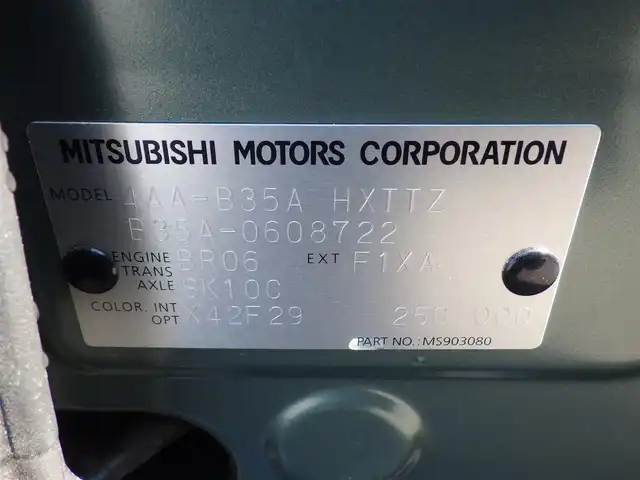 MITSUBISHI MOTORS CORPORATION
MODEL 4AA-B35A HXTTZ
B35A-0608722
ENGINE BR06 EXT F1XA
TRANS
AXLE
COLOR. INT
OPT X42F29 250 000
PART NO.: MS903080